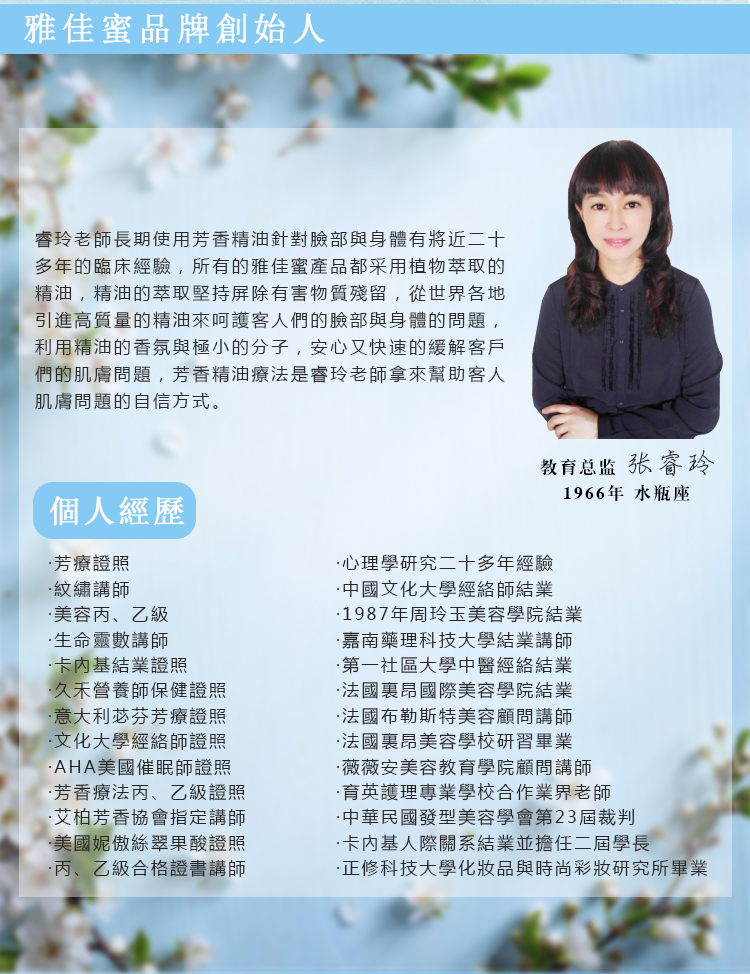 雅佳蜜品牌創始人
睿玲老師長期使用芳香精油針對臉部與身體有將近二十
多年的臨床經驗，所有的雅佳蜜產品都采用植物萃取的
精油，精油的萃取堅持屏除有害物質殘留，從世界各地
引進高質量的精油來呵護客人們的臉部與身體的問題，
利用精油的香氛與極小的分子，安心又快速的緩解客戶
們的肌膚問題，芳香精油療法是睿玲老師拿來幫助客人
肌膚問題的自信方式。
教育总监 张睿玲
1966年 水瓶座
個人經歷
·芳療證照
·紋繡講師
·美容丙、乙級
·生命靈數講師
·卡內基結業證照
·久禾營養師保健證照
·意大利苾芬芳療證照
·文化大學經絡師證照
·AHA美國催眠師證照
·芳香療法丙、乙級證照
·艾柏芳香協會指定講師
·美國妮傲絲翠果酸證照
·丙、乙級合格證書講師
·心理學研究二十多年經驗
·中國文化大學經絡師結業
·1987年周玲玉美容學院結業
·嘉南藥理科技大學結業講師
·第一社區大學中醫經絡結業
·法國裏昂國際美容學院結業
·法國布勒斯特美容顧問講師
·法國裏昂美容學校研習畢業
·薇薇安美容教育學院顧問講師
·育英護理專業學校合作業界老師
·中華民國發型美容學會第23屆裁判
·卡內基人際關系結業並擔任二屆學長
·正修科技大學化妝品與時尚彩妝研究所畢業